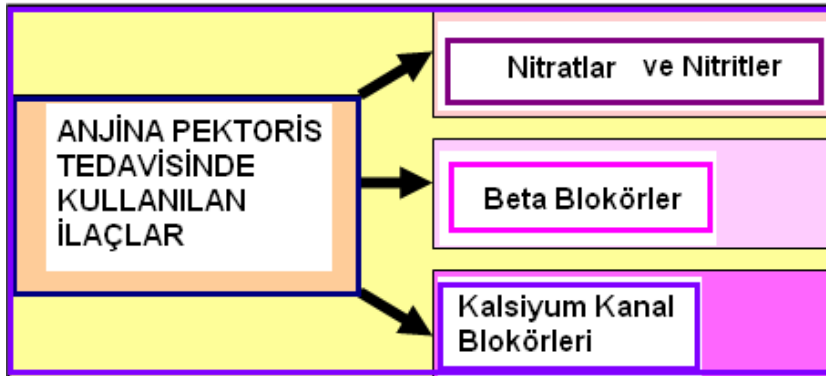 ANJİNA PEKTORİS
TEDAVİSİNDE
KULLANILAN
İLAÇLAR
Nitratlar ve Nitritler
Beta Blokörler
Kalsiyum Kanal
Blokörleri